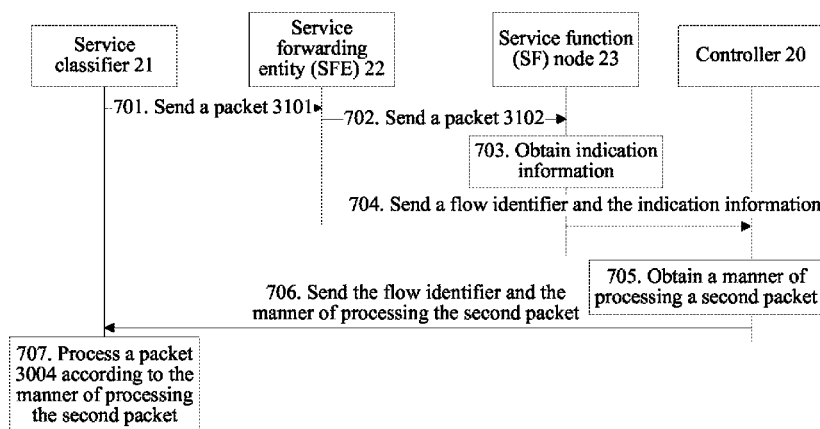 Service
classifier 21
Service
forwarding
entity (SFE) 22
Service function
(SF) node 23
Controller 20
701. Send a packet 3101
702. Send a packet 3102
703. Obtain indication
information
704. Send a flow identifier and the indication information
705. Obtain a manner of
processing a second packet
706. Send the flow identifier and the
manner of processing the second packet
707. Process a packet
3004 according to the
manner of processing
the second packet